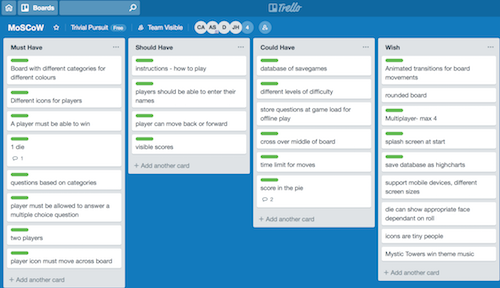 Boards
Trello
MoSCoW
Trivial Pursuit
Free
Team Visible
CA
AS
D
JH
4
Must Have
Board with different categories for
different colours
Different icons for players
A player must be able to win
1 die
1
questions based on categories
player must be allowed to answer a
multiple choice question
two players
player icon must move across board
+ Add another card
Should Have
instructions - how to play
players should be able to enter their
names
player can move back or forward
visible scores
+ Add another card
Could Have
database of savegames
different levels of difficulty
store questions at game load for
offline play
cross over middle of board
time limit for moves
score in the pie
2
+ Add another card
Wish
Animated transitions for board
movements
rounded board
Multiplayer- max 4
splash screen at start
save database as highcharts
support mobile devices, different
screen sizes
die can show appropriate face
dependant on roll
icons are tiny people
Mystic Towers win theme music
+ Add another card